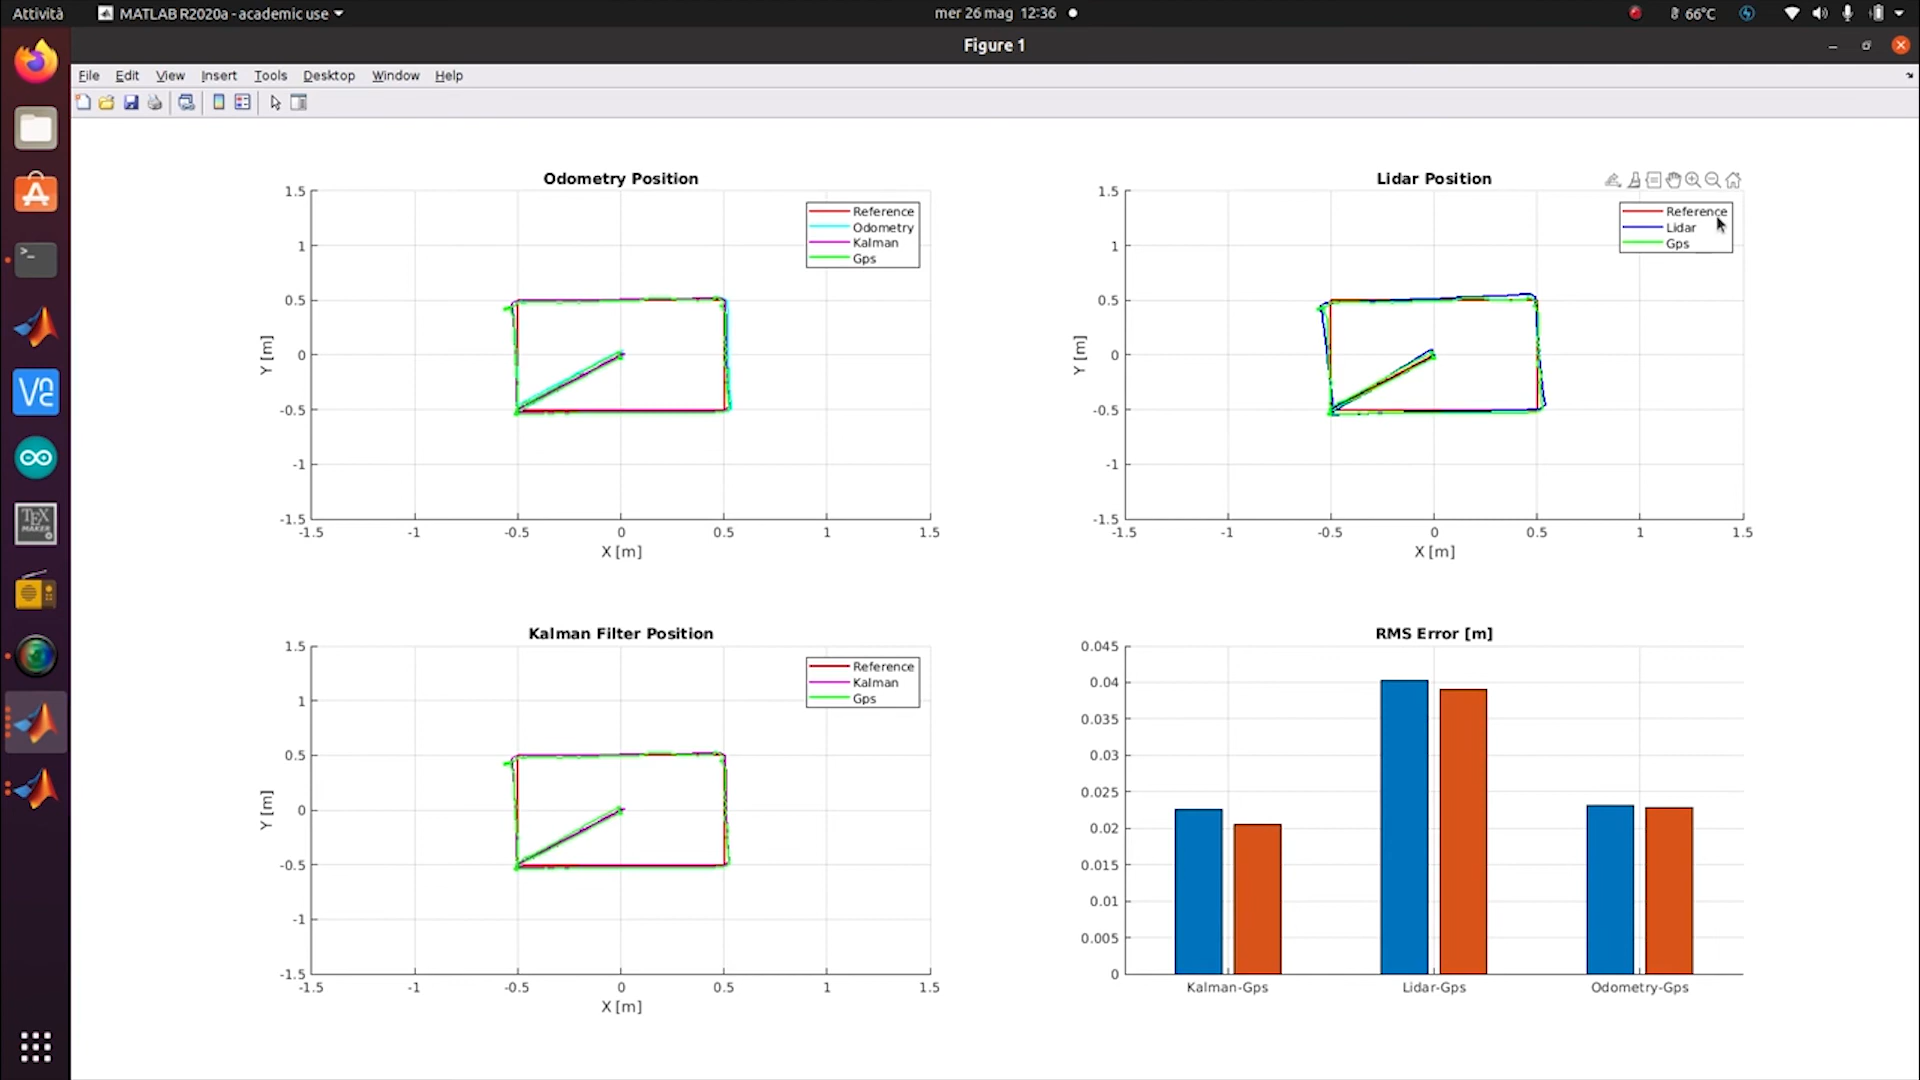 Attività
MATLAB R2020a - academic use
mer 26 mag 12:36
66°C
Figure 1
File Edit View Insert Tools Desktop Window Help
Odometry Position
1.5
1
0.5
0
-0.5
-1
-1.5
Y [m]
Reference
Odometry
Kalman
Gps
-1.5 -1 -0.5 0 0.5 1 1.5
X [m]
Lidar Position
1.5
1
0.5
0
-0.5
-1
-1.5
Y [m]
Reference
Lidar
Gps
-1.5 -1 -0.5 0 0.5 1 1.5
X [m]
Kalman Filter Position
1.5
1
0.5
0
-0.5
-1
-1.5
Y [m]
Reference
Kalman
Gps
-1.5 -1 -0.5 0 0.5 1 1.5
X [m]
RMS Error [m]
0.045
0.04
0.035
0.03
0.025
0.02
0.015
0.01
0.005
0
Kalman-Gps Lidar-Gps Odometry-Gps
TEX
MAKER